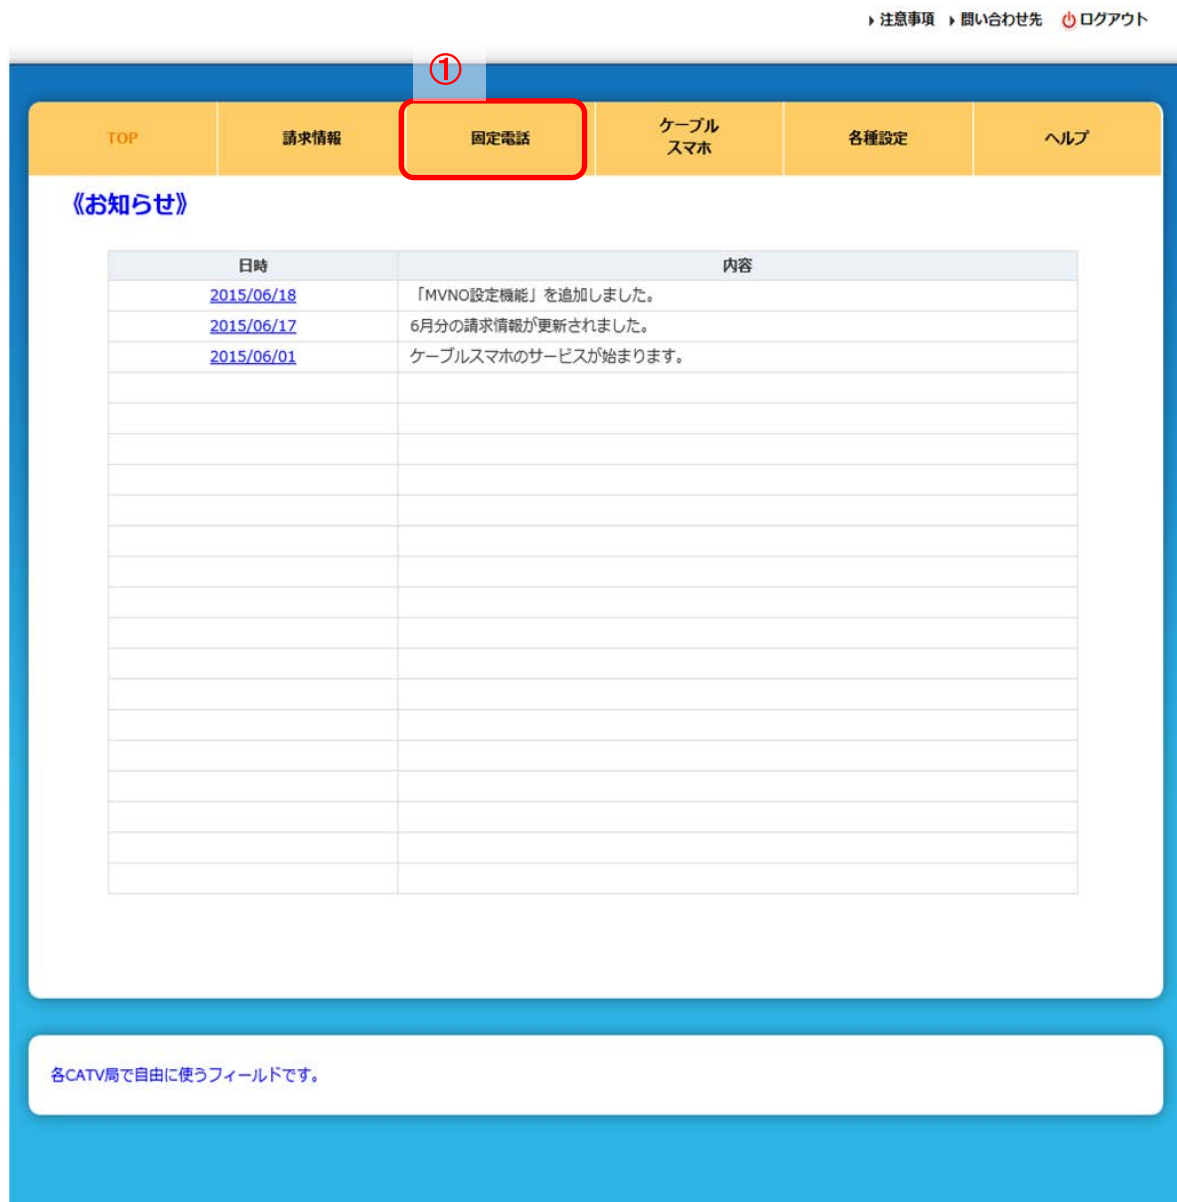 注意事項 問い合わせ先 ログアウト
①
TOP 請求情報 固定電話 ケーブル 各種設定 ヘルプ
スマホ
《お知らせ》
日時 内容
2015/06/18 「MVNO設定機能」を追加しました。
2015/06/17 6月分の請求情報が更新されました。
2015/06/01 ケーブルスマホのサービスが始まります。
各CATV局で自由に使うフィールドです。